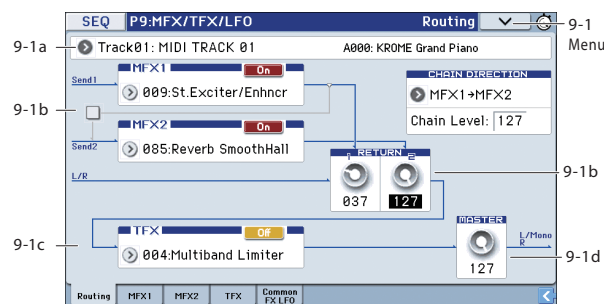 SEQ P9:MFX/TFX/LFO Routing
9-1
Menu
9-1a
Track01: MIDI TRACK 01 A000: KROME Grand Piano
MFX1 On
Send1
009:St.Exciter/Enhncr
CHAIN DIRECTION
MFX1→MFX2
Chain Level: 127
9-1b
MFX2 On
Send2
085:Reverb SmoothHall
RETURN
1 2
L/R
037 127
9-1b
TFX Off
MASTER
L/Mono
R
9-1c
004:Multiband Limiter
127
9-1d
Routing MFX1 MFX2 TFX Common FX LFO